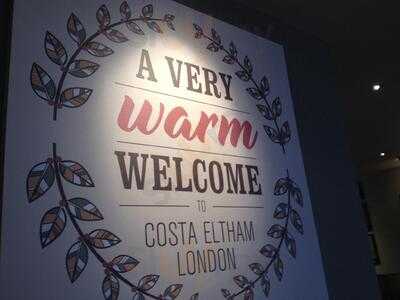 A VERY
warm
WELCOME
TO
COSTA ELTHAM
LONDON